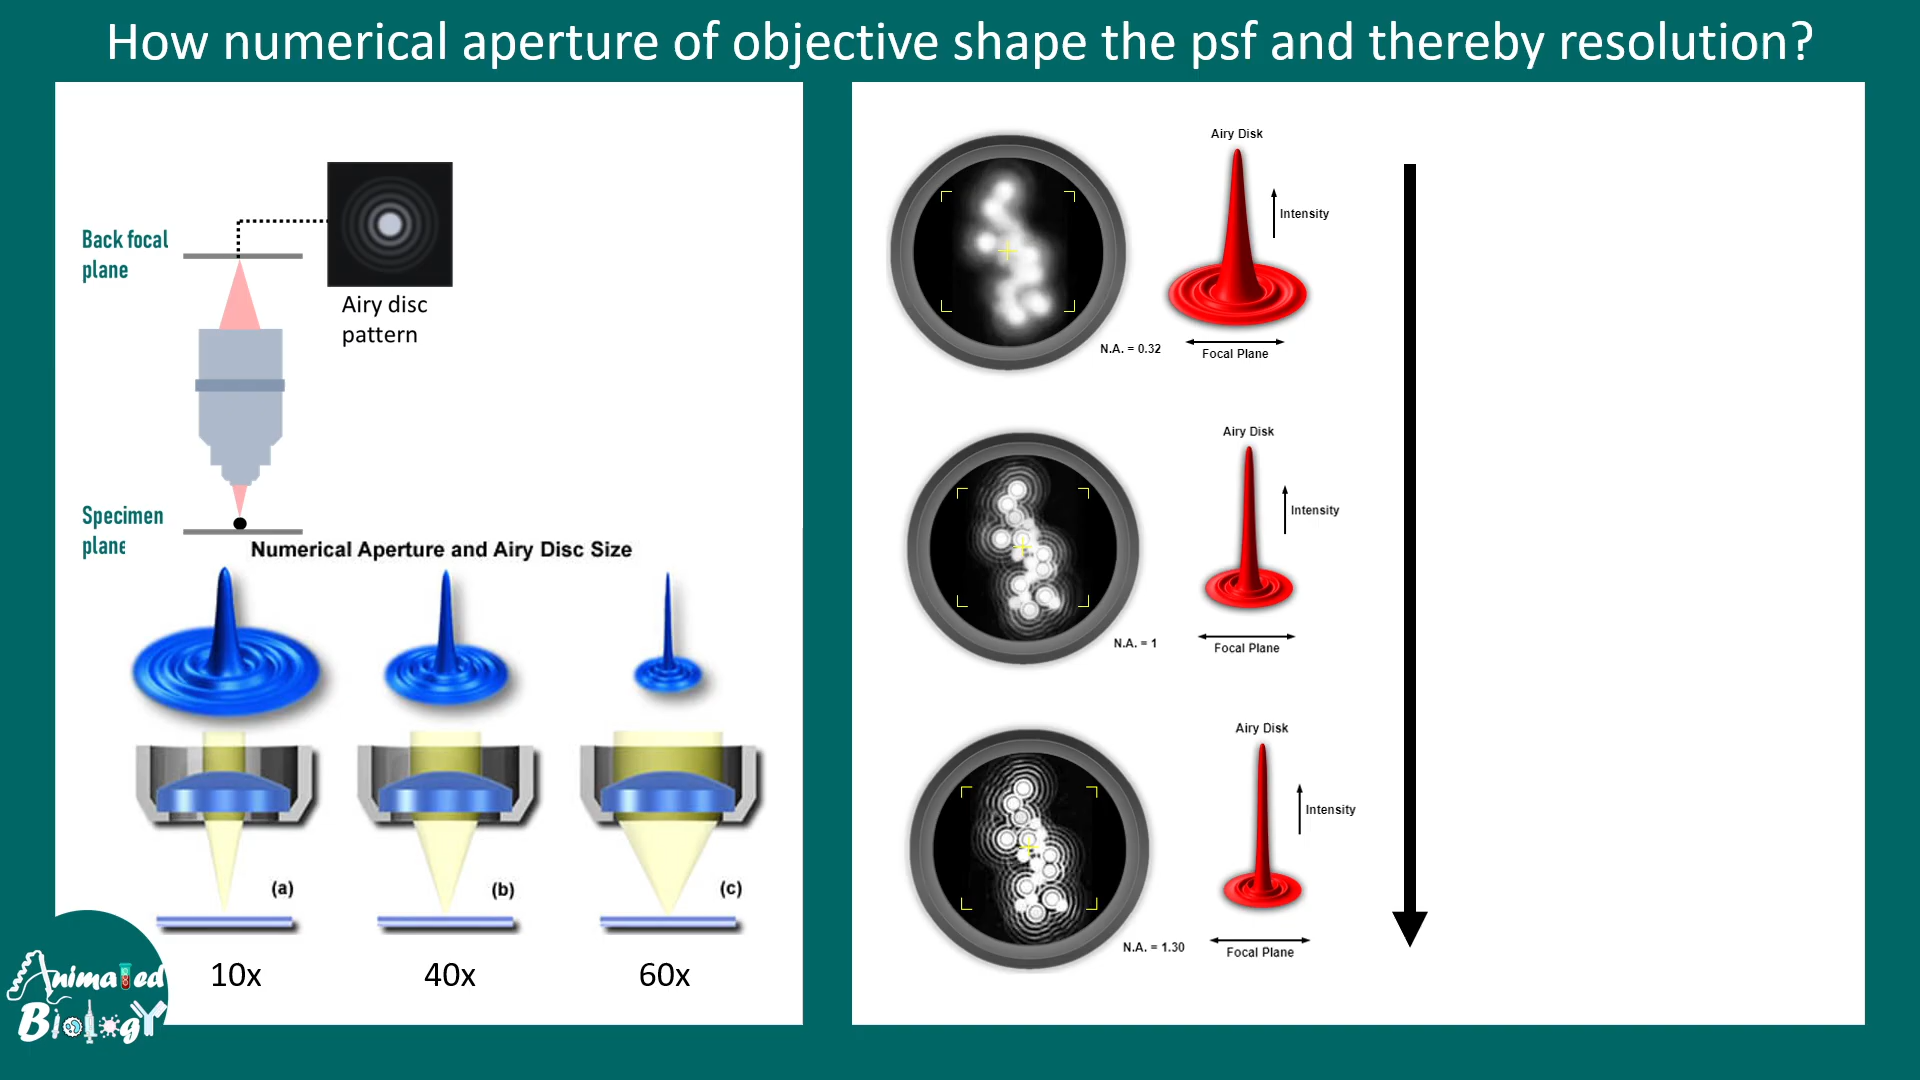 How numerical aperture of objective shape the psf and thereby resolution?
Back focal
plane
Airy disc
pattern
Specimen
plane
Numerical Aperture and Airy Disc Size
(a)
(b)
(c)
10x
40x
60x
Animated
Biology
Airy Disk
Intensity
N.A. = 0.32
Focal Plane
Airy Disk
Intensity
N.A. = 1
Focal Plane
Airy Disk
Intensity
N.A. = 1.30
Focal Plane